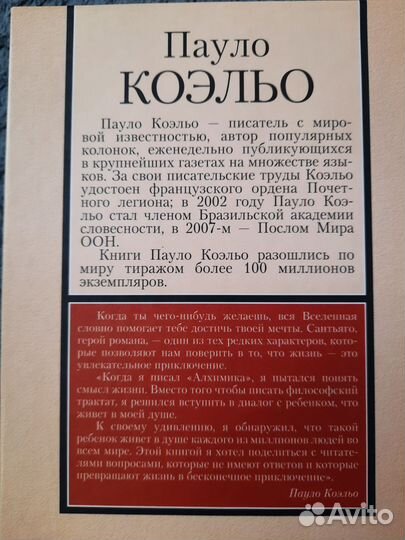 Пауло
КОЭЛЬО
Пауло Коэльо — писатель с миро-
вой известностью, автор популярных
колонок, еженедельно публикующихся
в крупнейших газетах на множестве язы-
ков. За свои писательские труды Коэльо
удостоен французского ордена Почет-
ного легиона; в 2002 году Пауло Коэ-
льо стал членом Бразильской академии
словесности, в 2007-м — Послом Мира
ООН.
Книги Пауло Коэльо разошлись по
миру тиражом более 100 миллионов
экземпляров.
Когда ты чего-нибудь желаешь, вся Вселенная
словно помогает тебе достичь твоей мечты. Сантьяго,
герой романа, — один из тех редких характеров, кото-
рые позволяют нам поверить в то, что жизнь — это
увлекательное приключение.
«Когда я писал «Алхимика», я пытался понять
смысл жизни. Вместо того чтобы писать философский
трактат, я решился вступить в диалог с ребенком, что
живет в моей душе.
К своему удивлению, я обнаружил, что такой
ребенок живет в душе каждого из миллионов людей во
всем мире. Этой книгой я хотел поделиться с читате-
лями вопросами, которые не имеют ответов и которые
превращают жизнь в бесконечное приключение».
Пауло Коэльо
Avito